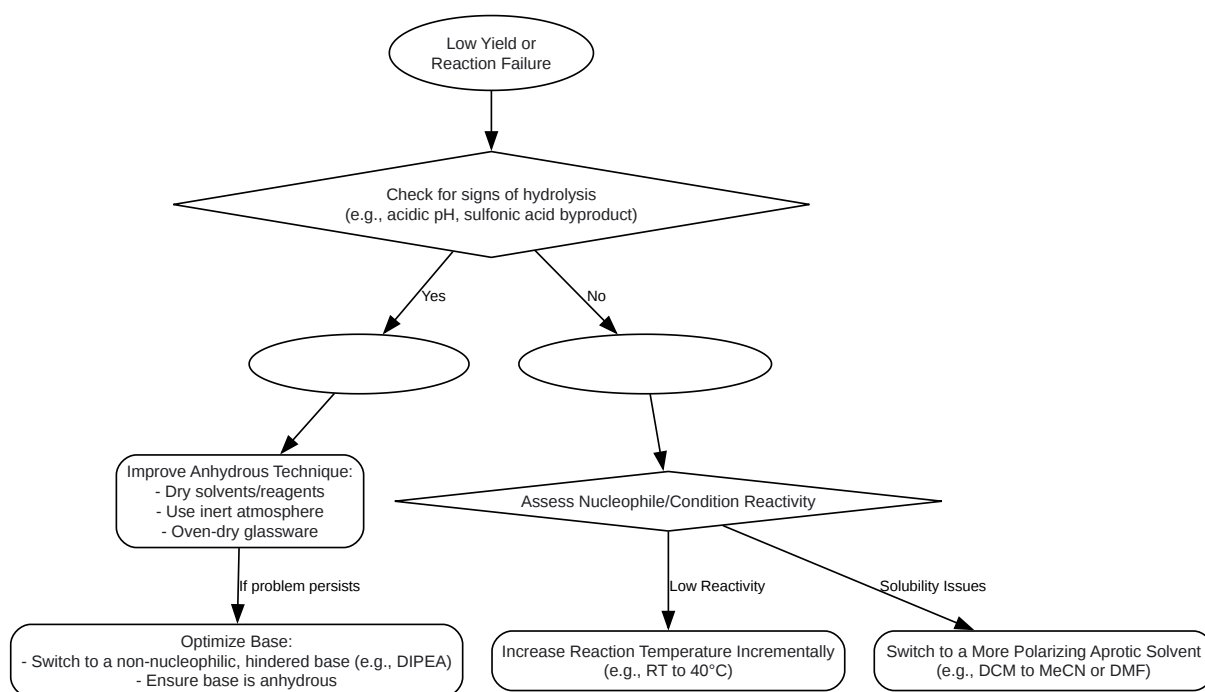 Low Yield or
Reaction Failure
Check for signs of hydrolysis
(e.g., acidic pH, sulfonic acid byproduct)
Yes
No
Improve Anhydrous Technique:
- Dry solvents/reagents
- Use inert atmosphere
- Oven-dry glassware
Assess Nucleophile/Condition Reactivity
If problem persists
Low Reactivity
Solubility Issues
Optimize Base:
- Switch to a non-nucleophilic, hindered base (e.g., DIPEA)
- Ensure base is anhydrous
Increase Reaction Temperature Incrementally
(e.g., RT to 40°C)
Switch to a More Polarizing Aprotic Solvent
(e.g., DCM to MeCN or DMF)